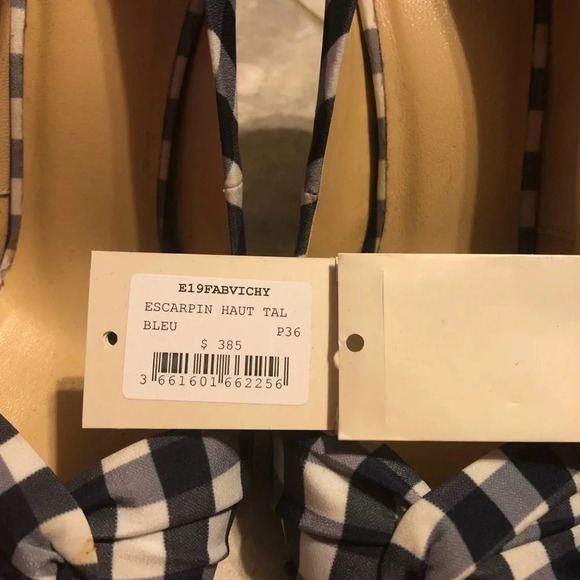 E19FABVICHY
ESCARPIN HAUT TAL
BLEU P36
$ 385
3 661601 662256